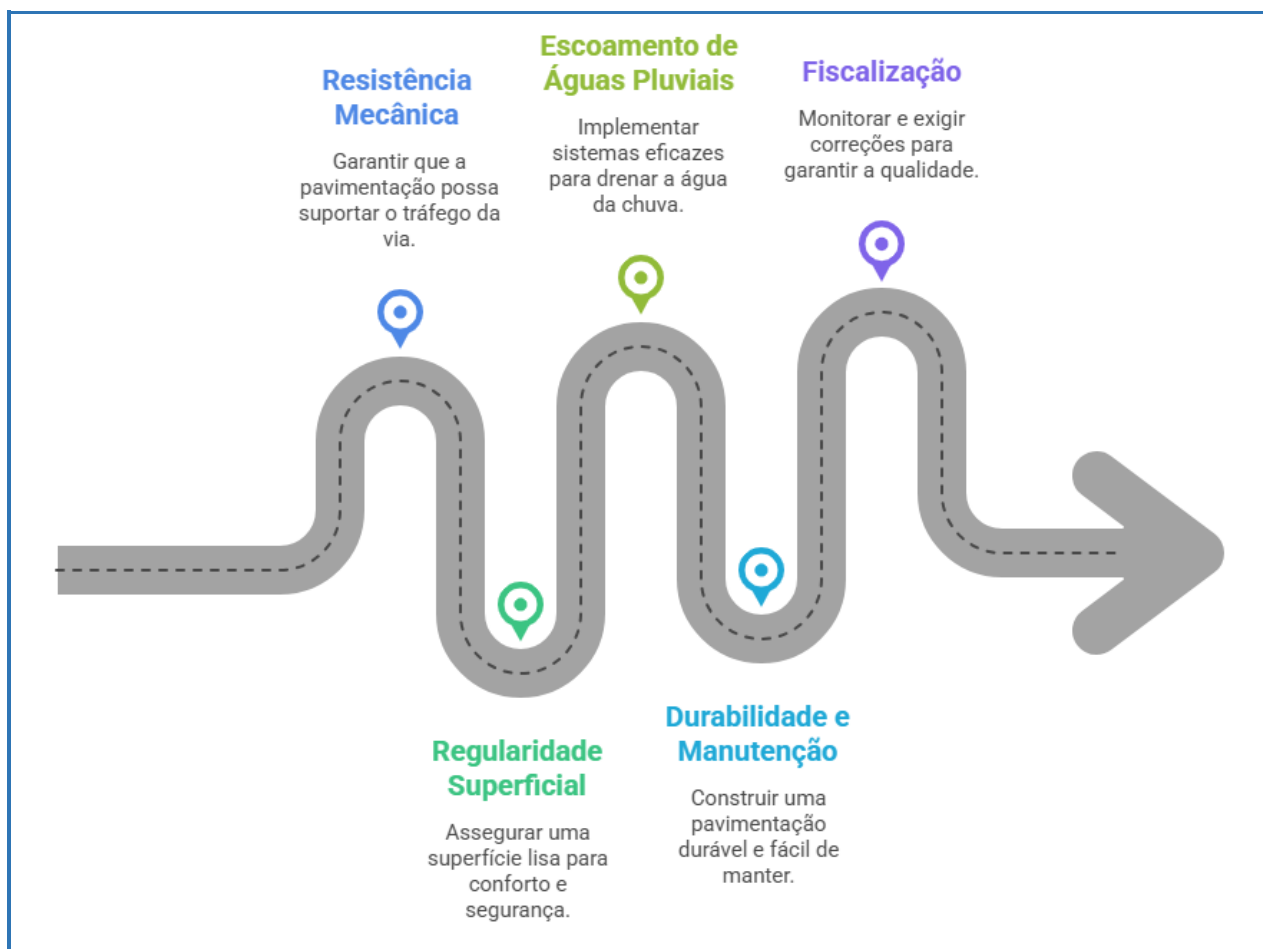 Resistência
Mecânica
Garantir que a
pavimentação possa
suportar o tráfego da
via.
Regularidade
Superficial
Assegurar uma
superfície lisa para
conforto e
segurança.
Escoamento de
Águas Pluviais
Implementar
sistemas eficazes
para drenar a água
da chuva.
Durabilidade e
Manutenção
Construir uma
pavimentação
durável e fácil de
manter.
Fiscalização
Monitorar e exigir
correções para
garantir a qualidade.